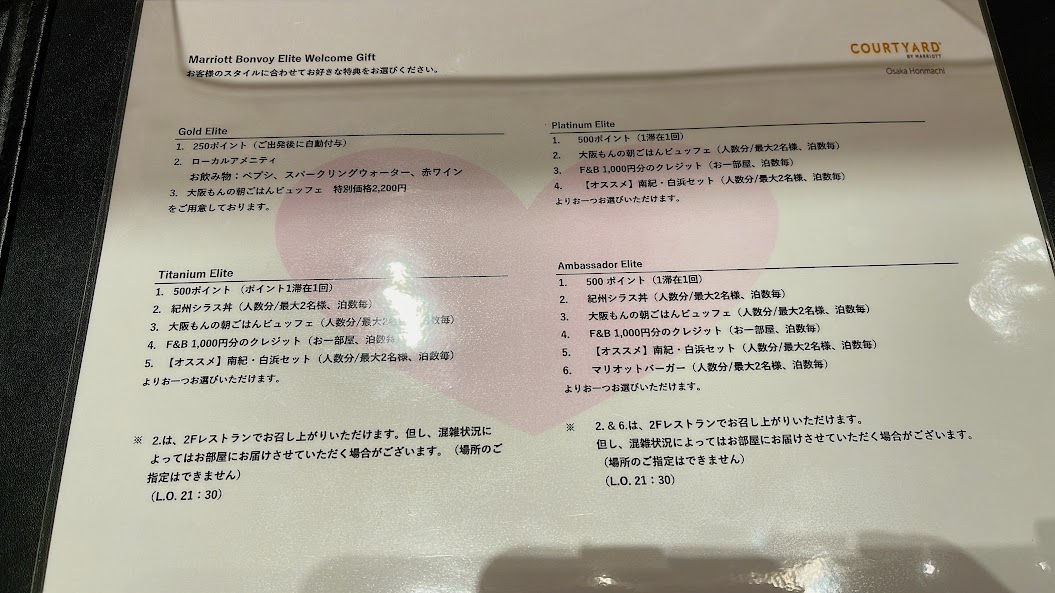 Marriott Bonvoy Elite Welcome Gift
お客様のスタイルに合わせてお好きな特典をお選びください。
COURTYARD
BY MARRIOTT
Osaka Honmachi
Gold Elite
1. 250ポイント（ご出発後に自動付与）
2. ローカルアメニティ
お飲み物：ペプシ、スパークリングウォーター、赤ワイン
3. 大阪もんの朝ごはんビュッフェ 特別価格2,200円
をご用意しております。
Platinum Elite
1. 500ポイント（1滞在1回）
2. 大阪もんの朝ごはんビュッフェ（人数分/最大2名様、泊数毎）
3. F&B 1,000円分のクレジット（お一部屋、泊数毎）
4. 【オススメ】南紀・白浜セット（人数分/最大2名様、泊数毎）
よりお一つお選びいただけます。
Titanium Elite
1. 500ポイント （ポイント1滞在1回）
2. 紀州シラス丼（人数分/最大2名様、泊数毎）
3. 大阪もんの朝ごはんビュッフェ（人数分/最大2名様、泊数毎）
4. F&B 1,000円分のクレジット（お一部屋、泊数毎）
5. 【オススメ】南紀・白浜セット（人数分/最大2名様、泊数毎）
よりお一つお選びいただけます。
※ 2.は、2Fレストランでお召し上がりいただけます。但し、混雑状況に
よってはお部屋にお届けさせていただく場合がございます。（場所のご
指定はできません）
（L.O. 21：30）
Ambassador Elite
1. 500 ポイント（1滞在1回）
2. 紀州シラス丼（人数分/最大2名様、泊数毎）
3. 大阪もんの朝ごはんビュッフェ（人数分/最大2名様、泊数毎）
4. F&B 1,000円分のクレジット（お一部屋、泊数毎）
5. 【オススメ】南紀・白浜セット（人数分/最大2名様、泊数毎）
6. マリオットバーガー（人数分/最大2名様、泊数毎）
よりお一つお選びいただけます。
※ 2. & 6.は、2Fレストランでお召し上がりいただけます。
但し、混雑状況によってはお部屋にお届けさせていただく場合がございます。
（場所のご指定はできません）
（L.O. 21：30）